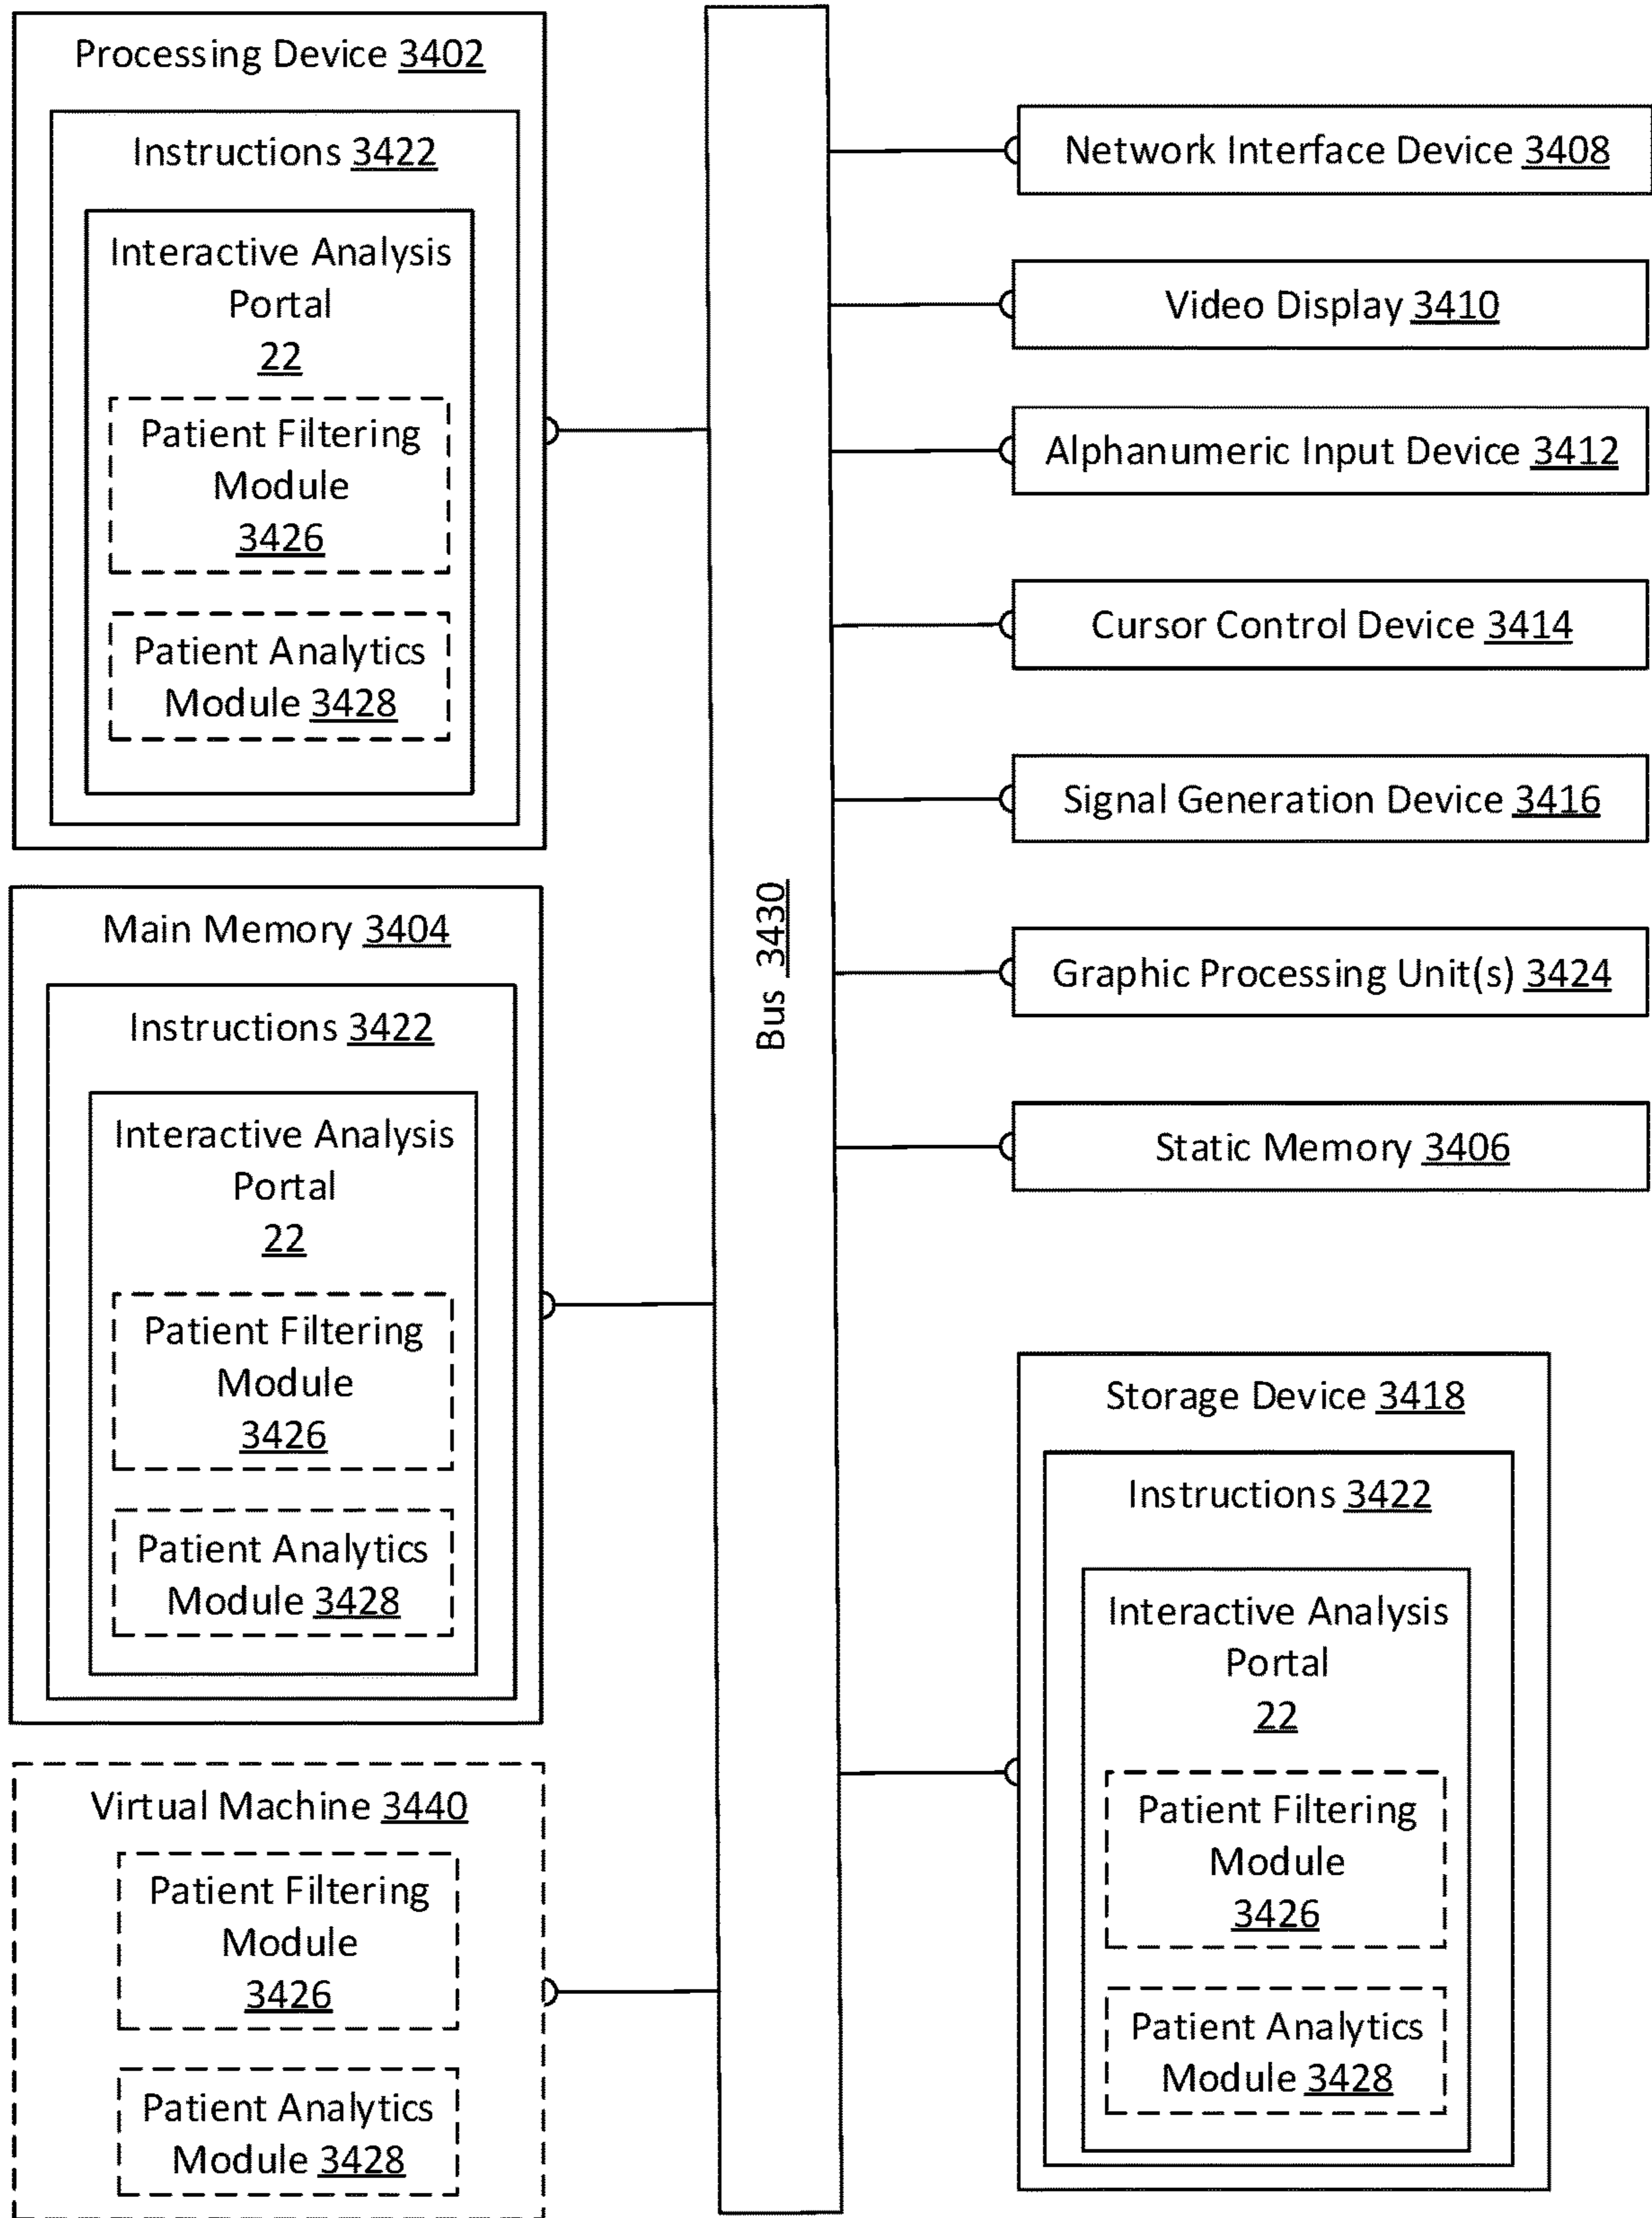 Processing Device 3402
Instructions 3422
Interactive Analysis
Portal
22
Patient Filtering
Module
3426
Patient Analytics
Module 3428
Main Memory 3404
Instructions 3422
Interactive Analysis
Portal
22
Patient Filtering
Module
3426
Patient Analytics
Module 3428
Virtual Machine 3440
Patient Filtering
Module
3426
Patient Analytics
Module 3428
Bus 3430
Network Interface Device 3408
Video Display 3410
Alphanumeric Input Device 3412
Cursor Control Device 3414
Signal Generation Device 3416
Graphic Processing Unit(s) 3424
Static Memory 3406
Storage Device 3418
Instructions 3422
Interactive Analysis
Portal
22
Patient Filtering
Module
3426
Patient Analytics
Module 3428